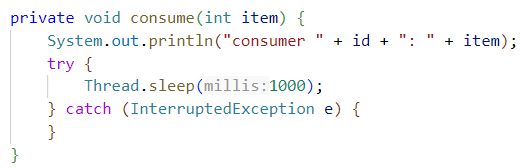 private void consume(int item) {
    System.out.println("consumer " + id + ": " + item);
    try {
        Thread.sleep(millis:1000);
    } catch (InterruptedException e) {
    }
}